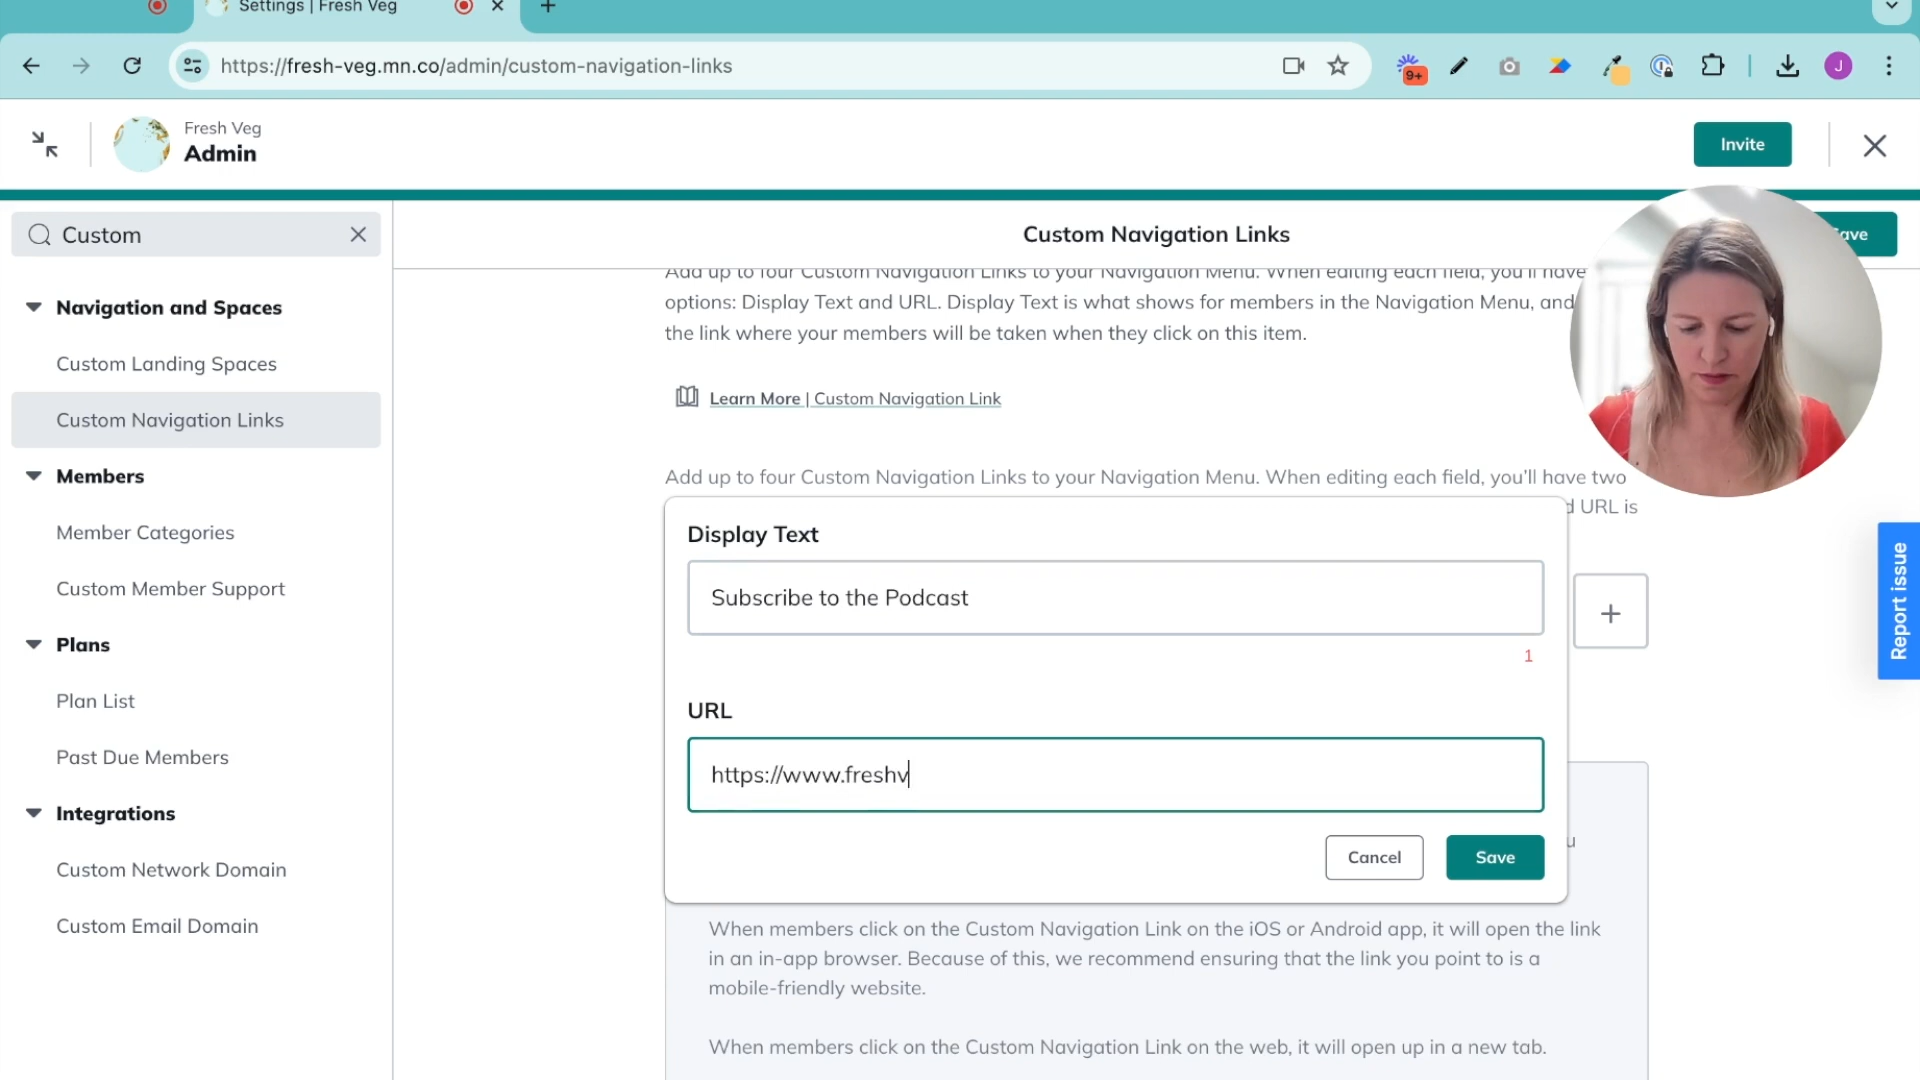 Settings | Fresh Veg
https://fresh-veg.mn.co/admin/custom-navigation-links
9+
J
Fresh Veg
Admin
Invite
Custom
Custom Navigation Links
Save
Navigation and Spaces
Custom Landing Spaces
Custom Navigation Links
Members
Member Categories
Custom Member Support
Plans
Plan List
Past Due Members
Integrations
Custom Network Domain
Custom Email Domain
Add up to four Custom Navigation Links to your Navigation Menu. When editing each field, you'll have
options: Display Text and URL. Display Text is what shows for members in the Navigation Menu, and
the link where your members will be taken when they click on this item.
Learn More | Custom Navigation Link
Add up to four Custom Navigation Links to your Navigation Menu. When editing each field, you'll have two
d URL is
Display Text
Subscribe to the Podcast
1
URL
https://www.freshv
Cancel
Save
u
When members click on the Custom Navigation Link on the iOS or Android app, it will open the link
in an in-app browser. Because of this, we recommend ensuring that the link you point to is a
mobile-friendly website.
When members click on the Custom Navigation Link on the web, it will open up in a new tab.
Report issue